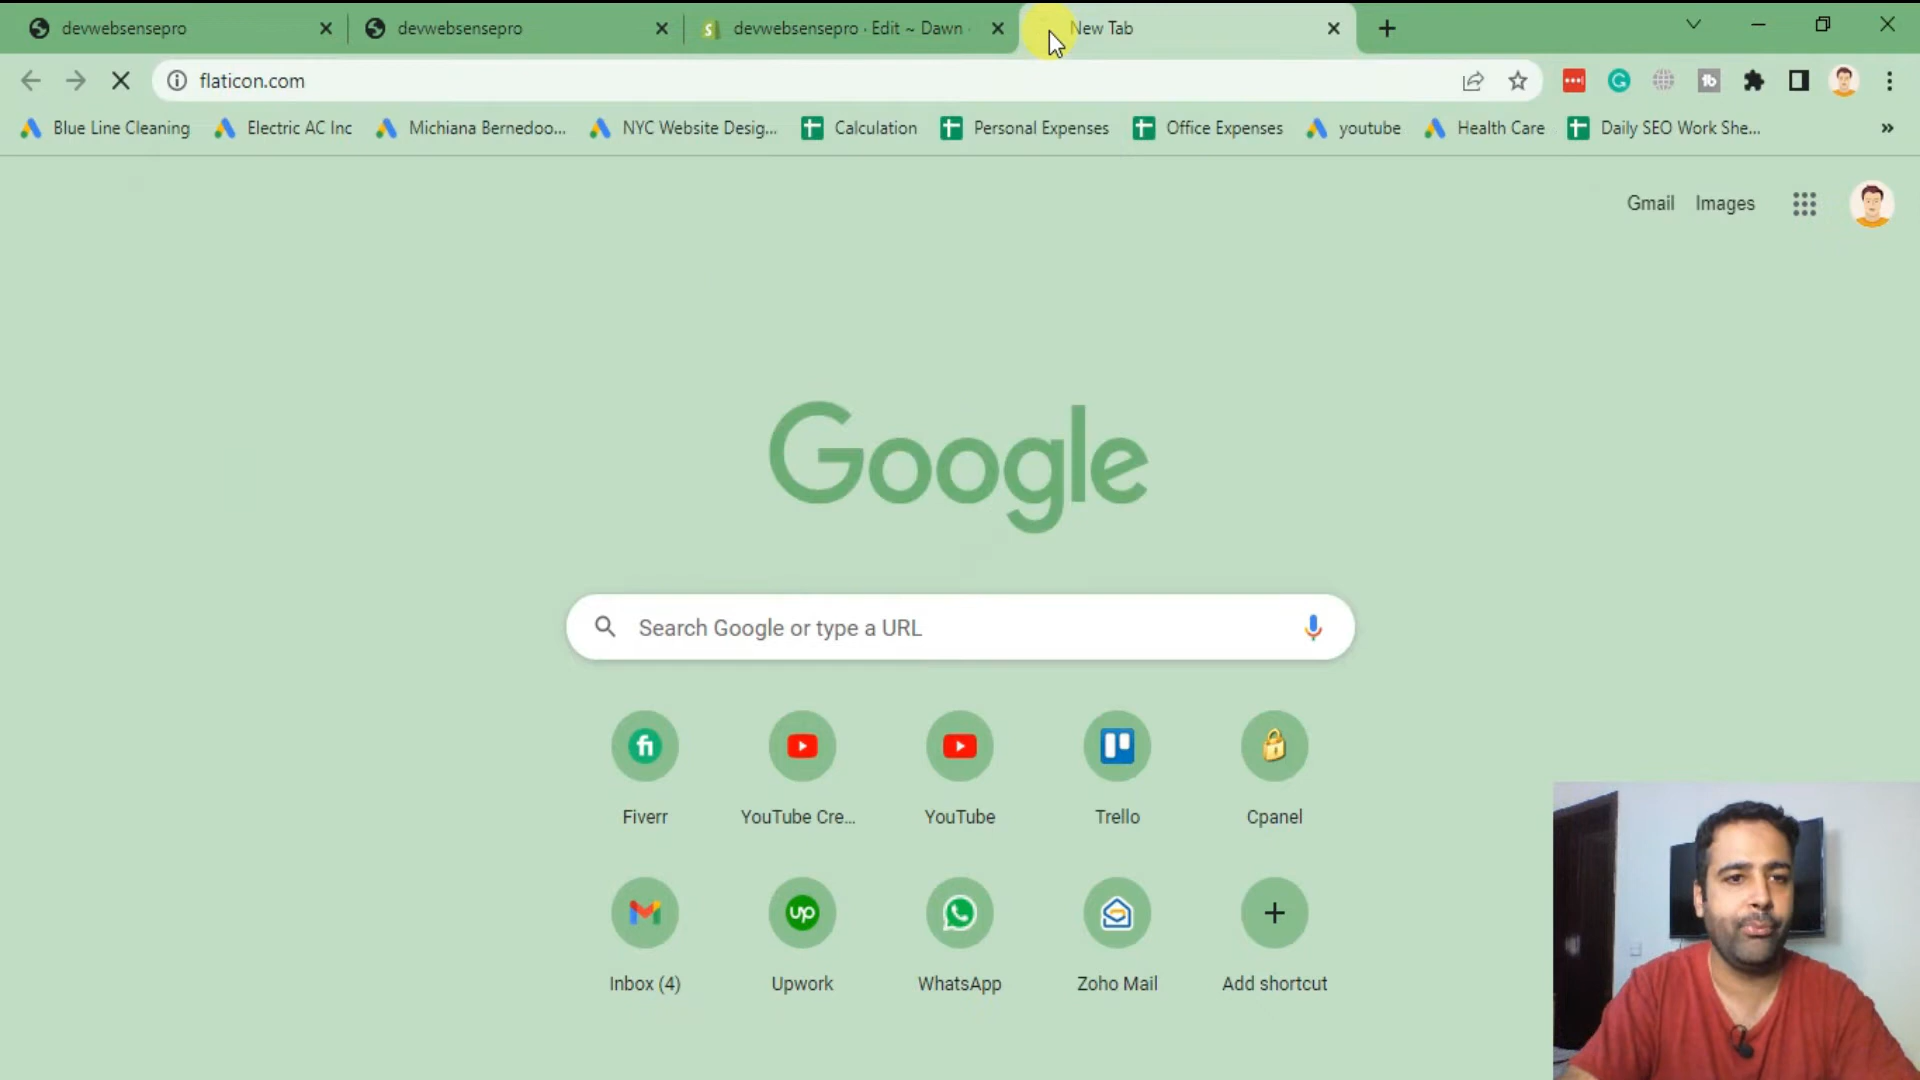 devwebsensepro
devwebsensepro
devwebsensepro · Edit ~ Dawn
New Tab
flaticon.com
Blue Line Cleaning
Electric AC Inc
Michiana Bernedoo...
NYC Website Desig...
Calculation
Personal Expenses
Office Expenses
youtube
Health Care
Daily SEO Work She...
Gmail
Images
Google
Search Google or type a URL
Fiverr
YouTube Cre...
YouTube
Trello
Cpanel
Inbox (4)
Upwork
WhatsApp
Zoho Mail
Add shortcut